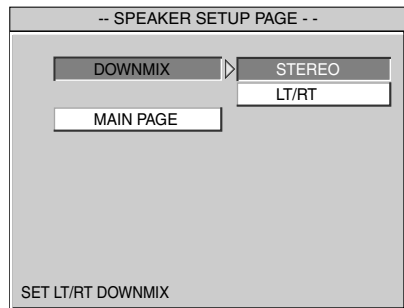 -- SPEAKER SETUP PAGE - -
DOWNMIX STEREO
LT/RT
MAIN PAGE
SET LT/RT DOWNMIX